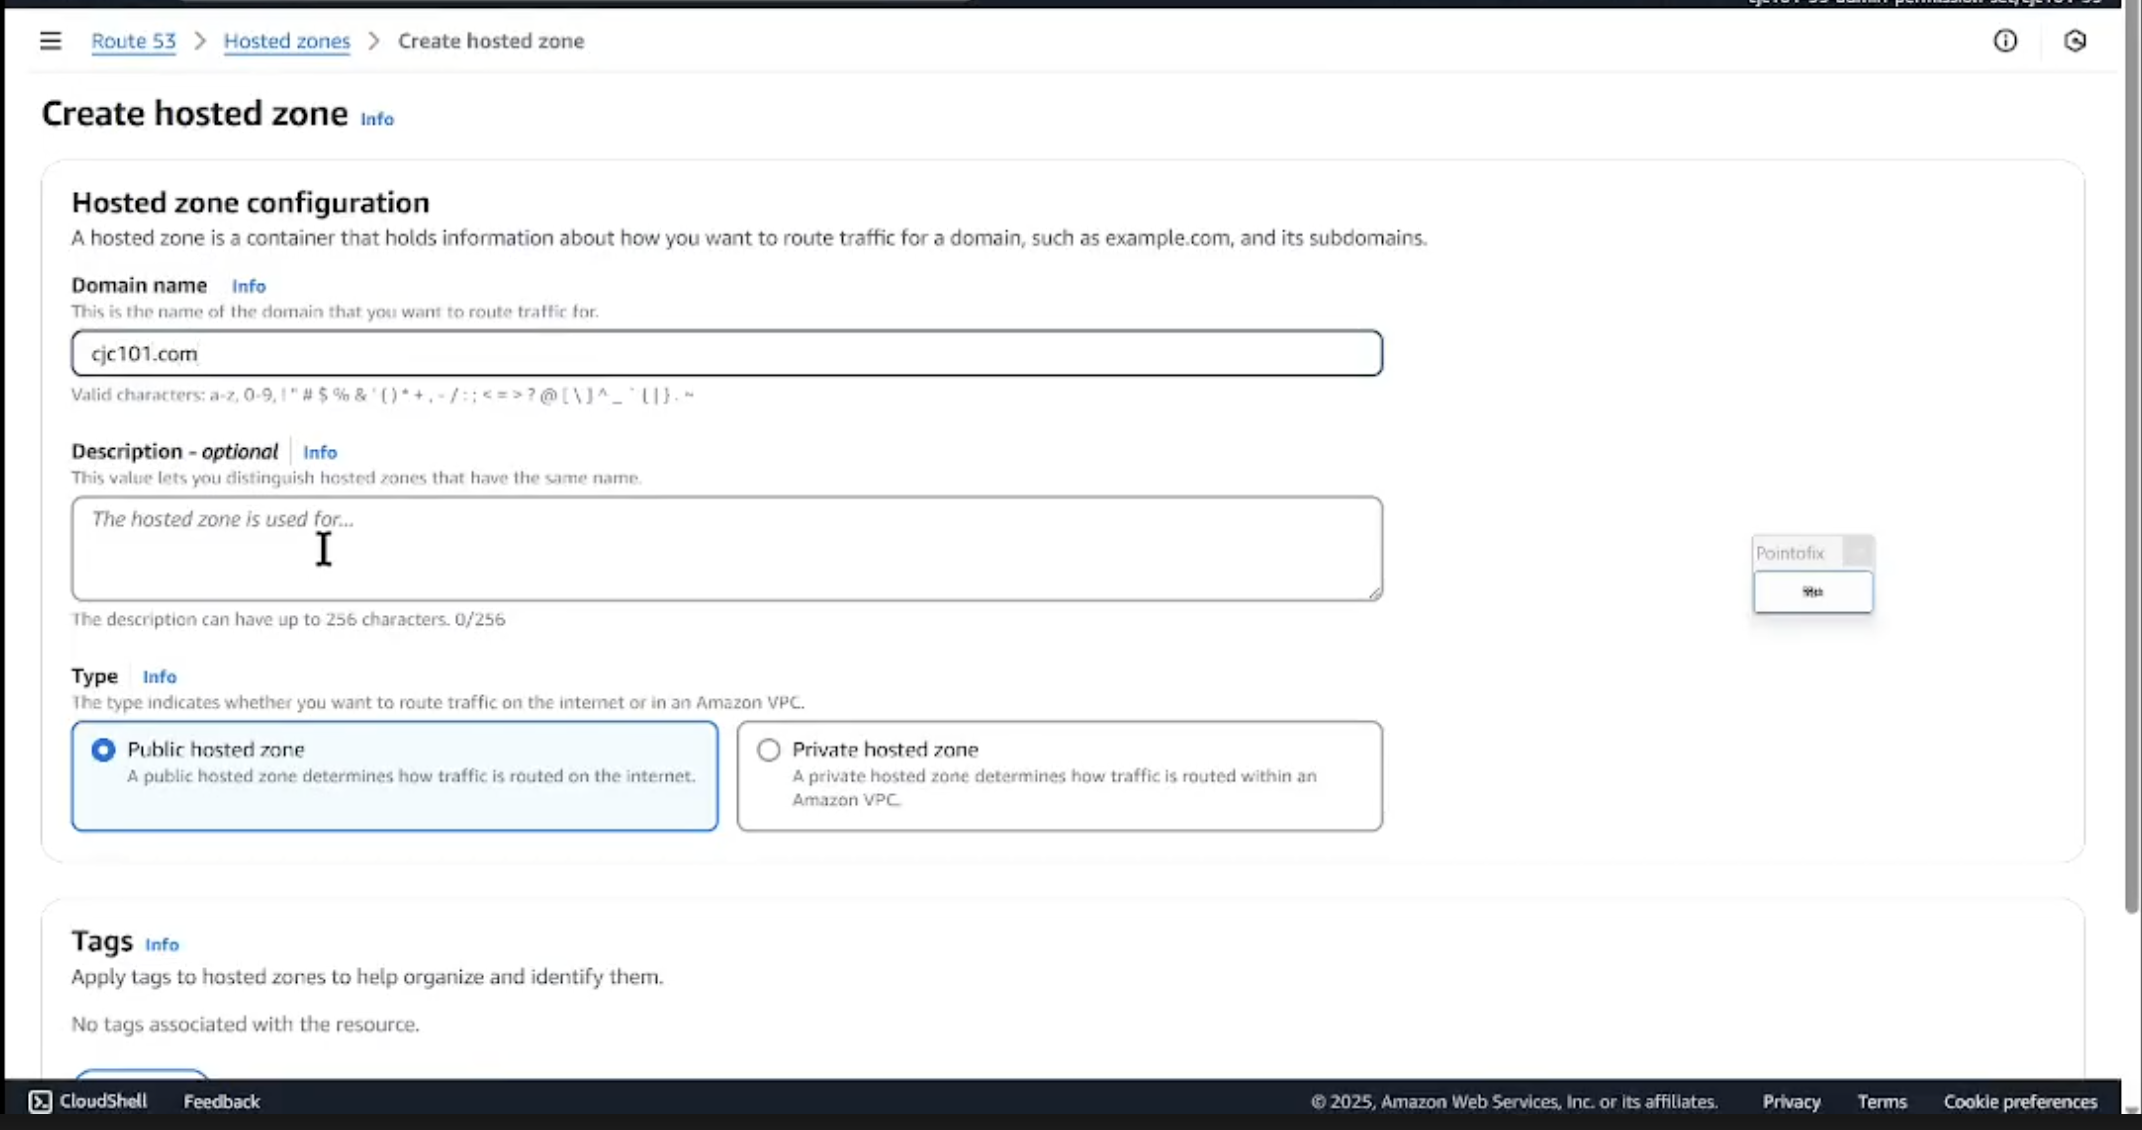 Route 53 > Hosted zones > Create hosted zone
Create hosted zone Info
Hosted zone configuration
A hosted zone is a container that holds information about how you want to route traffic for a domain, such as example.com, and its subdomains.
Domain name Info
This is the name of the domain that you want to route traffic for.
cjc101.com
Valid characters: a-z, 0-9, ! " # $ % & ' ( ) * + , - / : ; < = > ? @ [ \ ] ^ _ ` { | } . ~
Description - optional Info
This value lets you distinguish hosted zones that have the same name.
The hosted zone is used for...
The description can have up to 256 characters. 0/256
Pointofix
Type Info
The type indicates whether you want to route traffic on the internet or in an Amazon VPC.
Public hosted zone
A public hosted zone determines how traffic is routed on the internet.
Private hosted zone
A private hosted zone determines how traffic is routed within an
Amazon VPC.
Tags Info
Apply tags to hosted zones to help organize and identify them.
No tags associated with the resource.
CloudShell Feedback © 2025, Amazon Web Services, Inc. or its affiliates. Privacy Terms Cookie preferences